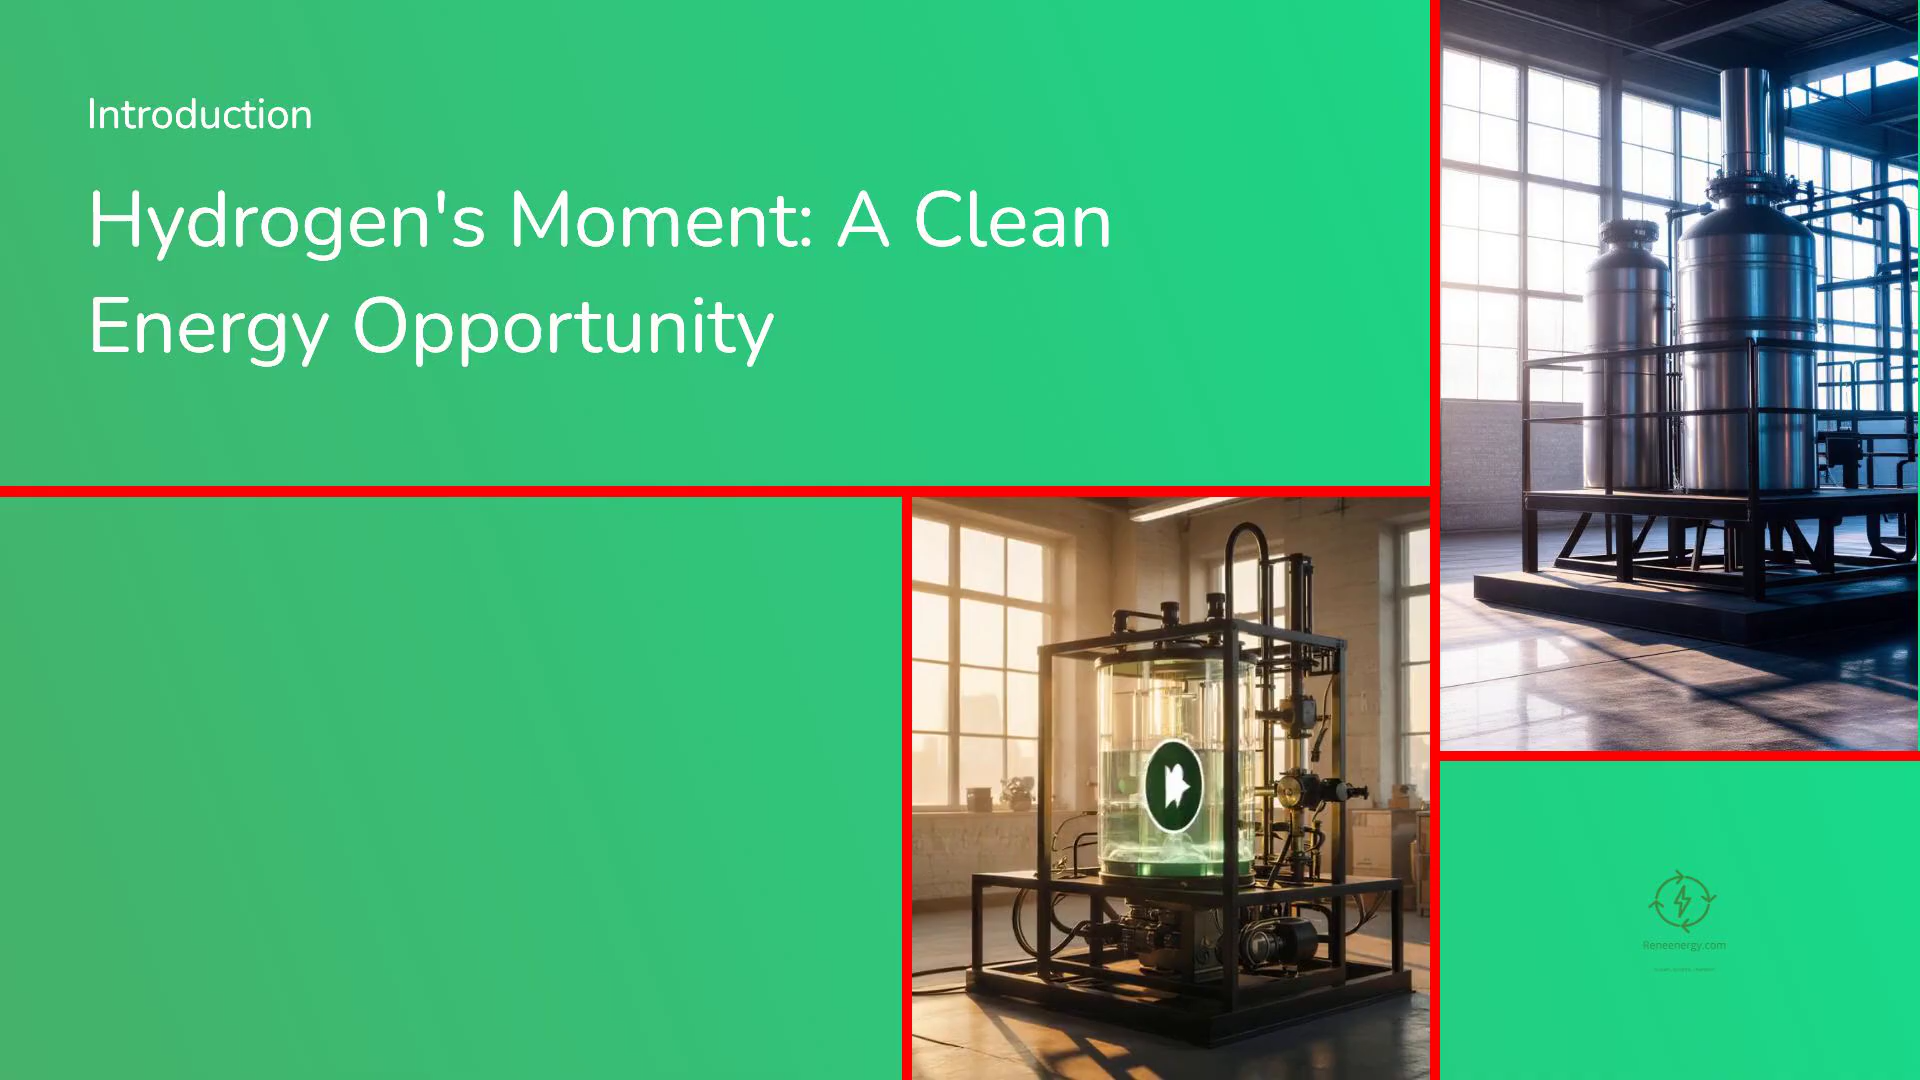 Introduction
Hydrogen's Moment: A Clean
Energy Opportunity
Reneenergy.com